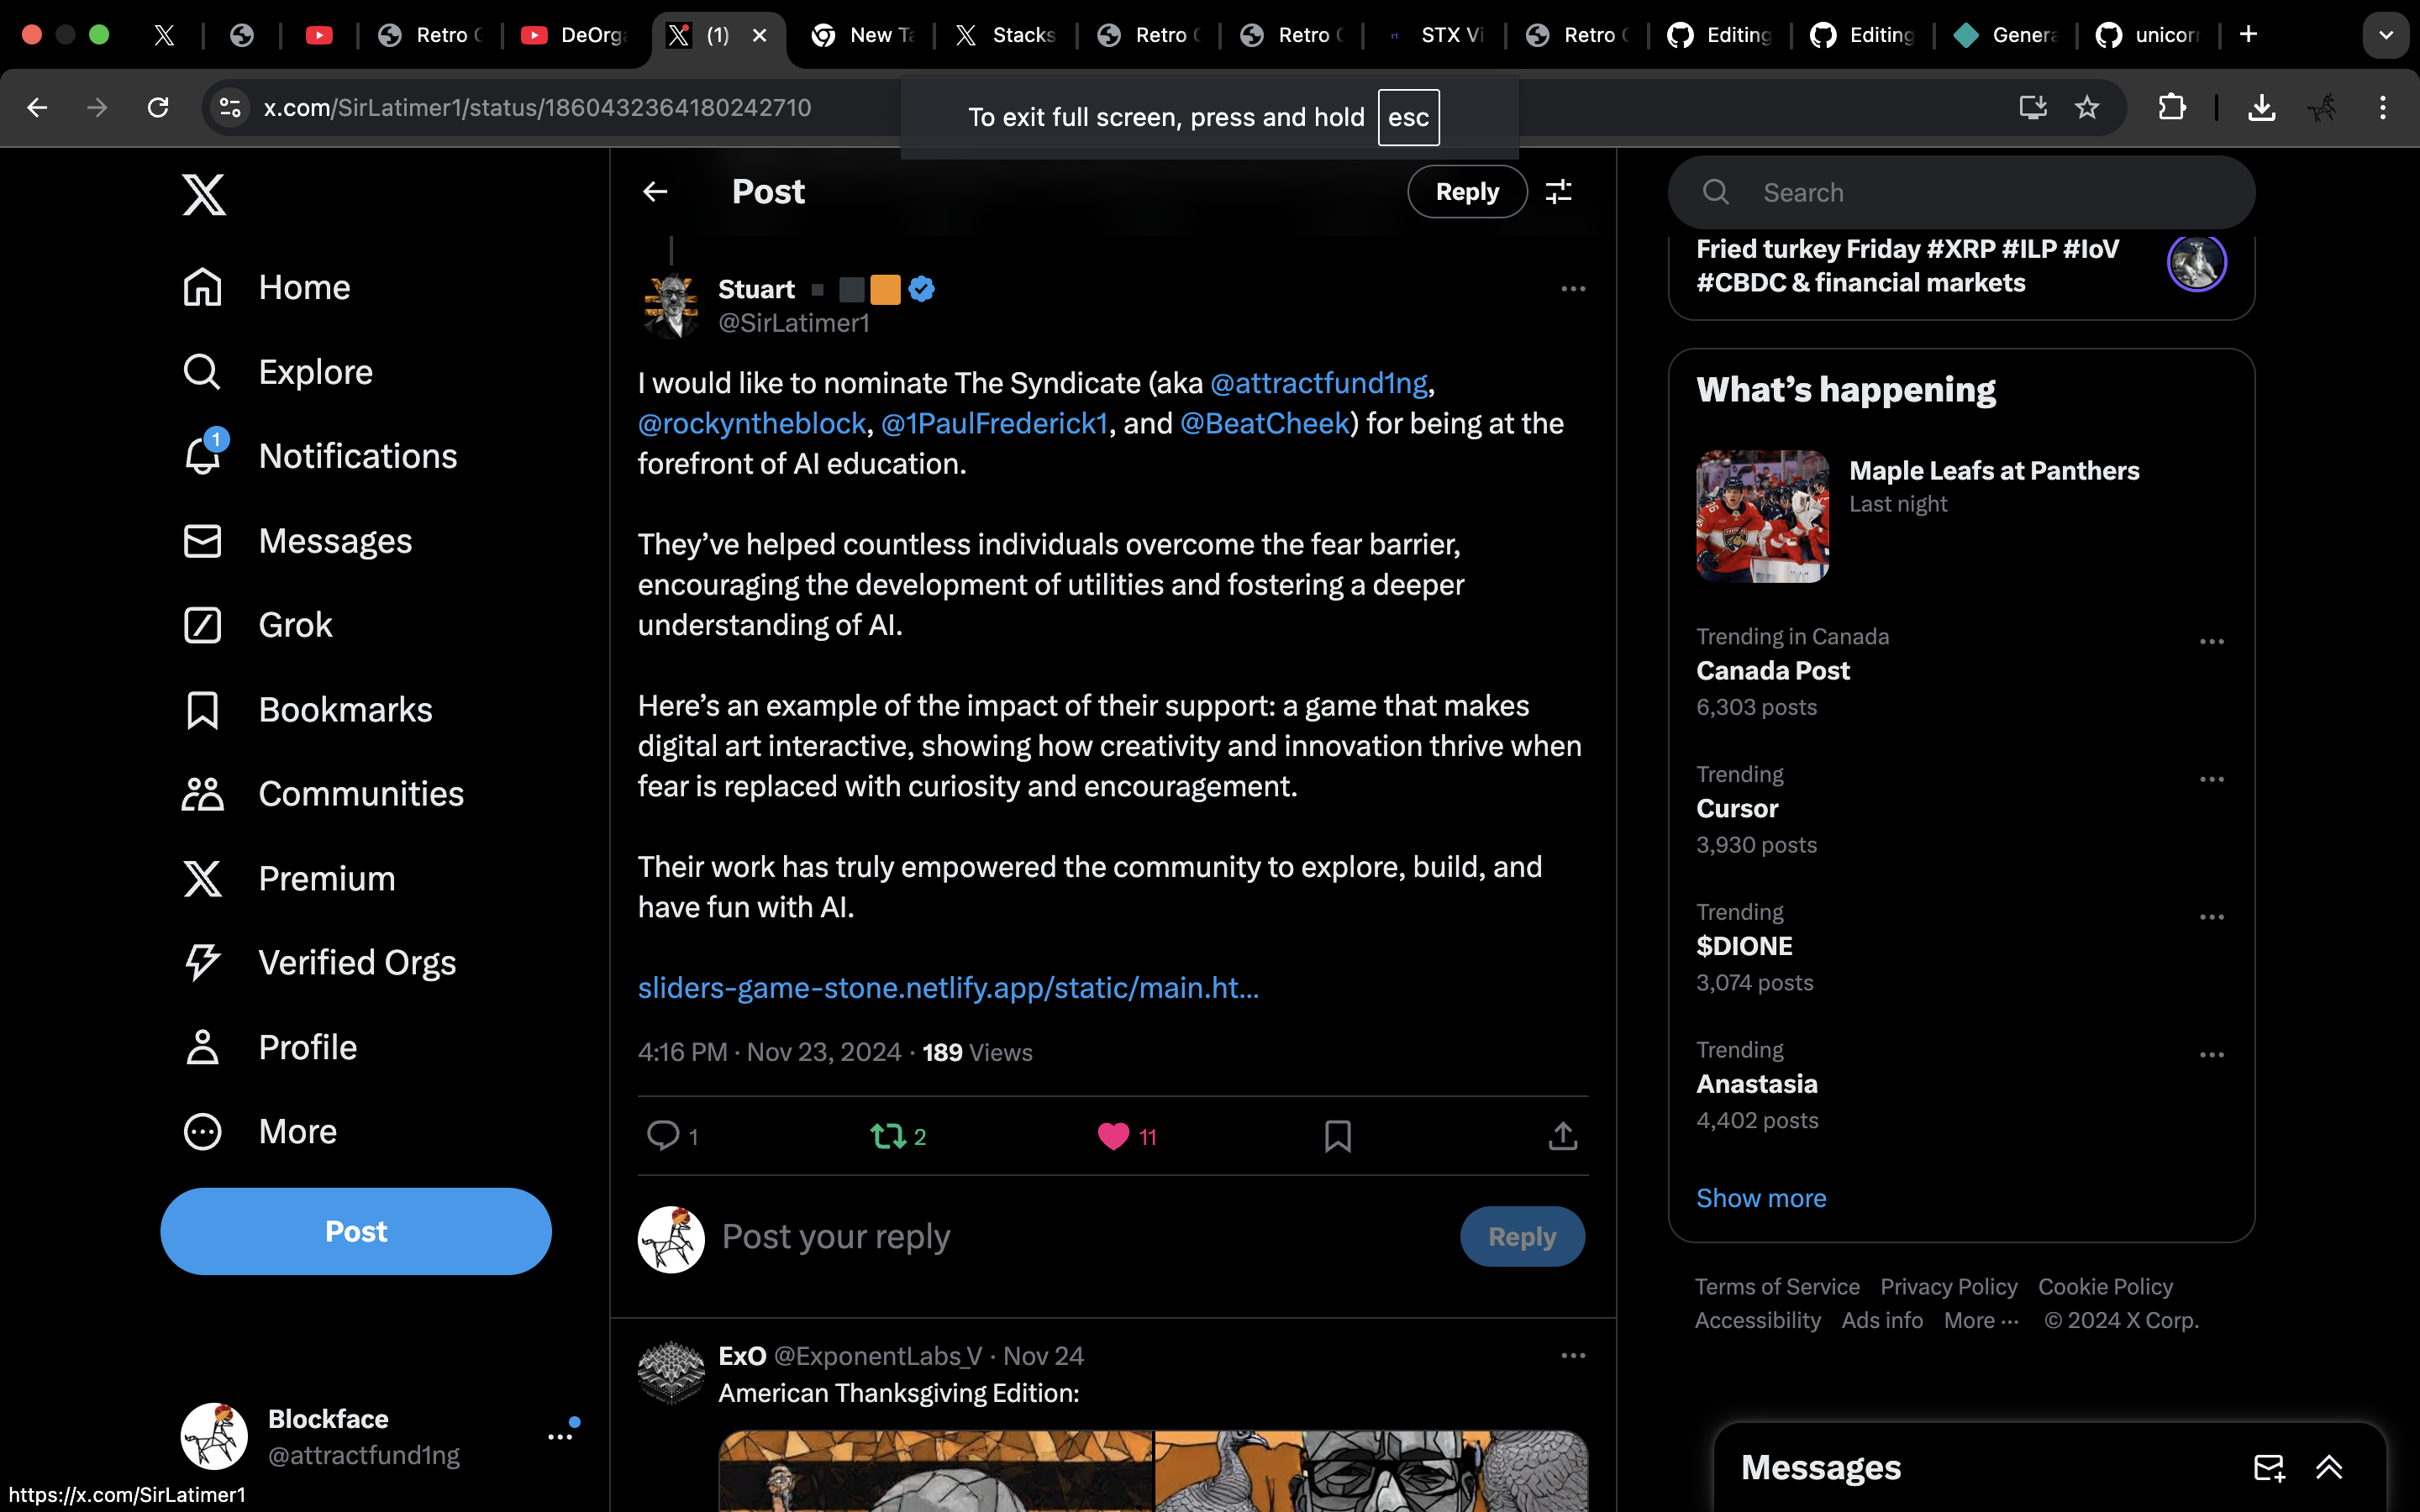 Retro
DeOrg
(1)
New Ta
Stacks
Retro
Retro
rt
STX Vi
Retro
Editing
Editing
Genera
unicorn
x.com/SirLatimer1/status/1860432364180242710
To exit full screen, press and hold esc
Home
Explore
1
Notifications
Messages
Grok
Bookmarks
Communities
Premium
Verified Orgs
Profile
More
Post
Blockface
@attractfund1ng
https://x.com/SirLatimer1
Post
Reply
Stuart
@SirLatimer1
I would like to nominate The Syndicate (aka @attractfund1ng,
@rockyntheblock, @1PaulFrederick1, and @BeatCheek) for being at the
forefront of AI education.
They’ve helped countless individuals overcome the fear barrier,
encouraging the development of utilities and fostering a deeper
understanding of AI.
Here’s an example of the impact of their support: a game that makes
digital art interactive, showing how creativity and innovation thrive when
fear is replaced with curiosity and encouragement.
Their work has truly empowered the community to explore, build, and
have fun with AI.
sliders-game-stone.netlify.app/static/main.ht...
4:16 PM · Nov 23, 2024 · 189 Views
1
2
11
Post your reply
Reply
ExO @ExponentLabs_V · Nov 24
American Thanksgiving Edition:
Search
Fried turkey Friday #XRP #ILP #IoV
#CBDC & financial markets
What’s happening
Maple Leafs at Panthers
Last night
Trending in Canada
Canada Post
6,303 posts
Trending
Cursor
3,930 posts
Trending
$DIONE
3,074 posts
Trending
Anastasia
4,402 posts
Show more
Terms of Service Privacy Policy Cookie Policy
Accessibility Ads info More ··· © 2024 X Corp.
Messages